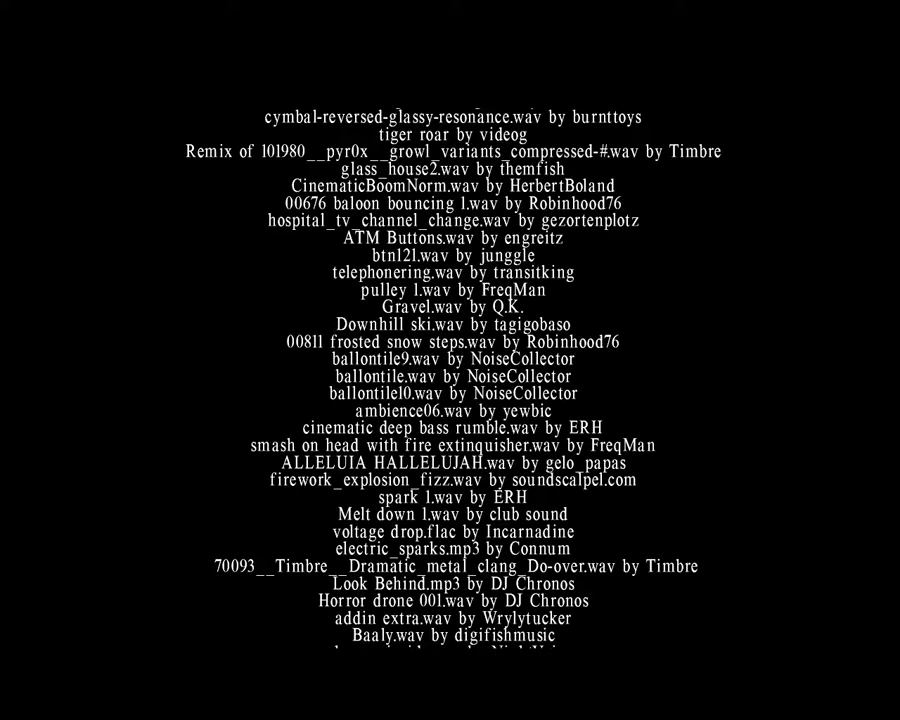 cymbal-reversed-glassy-resonance.wav by burnttoys
tiger roar by videog
Remix of 101980__pyr0x__growl_variants_compressed-#.wav by Timbre
glass_house2.wav by themfish
CinematicBoomNorm.wav by HerbertBoland
00676 baloon bouncing 1.wav by Robinhood76
hospital_tv_channel_change.wav by gezortenplotz
ATM Buttons.wav by engreitz
btn121.wav by junggle
telephonering.wav by transitking
pulley 1.wav by FreqMan
Gravel.wav by Q.K.
Downhill ski.wav by tagigobaso
00811 frosted snow steps.wav by Robinhood76
ballontile9.wav by NoiseCollector
ballontile.wav by NoiseCollector
ballontile10.wav by NoiseCollector
ambience06.wav by yewbic
cinematic deep bass rumble.wav by ERH
smash on head with fire extinquisher.wav by FreqMan
ALLELUIA HALLELUJAH.wav by gelo_papas
firework_explosion_fizz.wav by soundscalpel.com
spark 1.wav by ERH
Melt down 1.wav by club sound
voltage drop.flac by Incarnadine
electric_sparks.mp3 by Connum
70093__Timbre__Dramatic_metal_clang_Do-over.wav by Timbre
Look Behind.mp3 by DJ Chronos
Horror drone 001.wav by DJ Chronos
addin extra.wav by Wrylytucker
Baaly.wav by digifishmusic